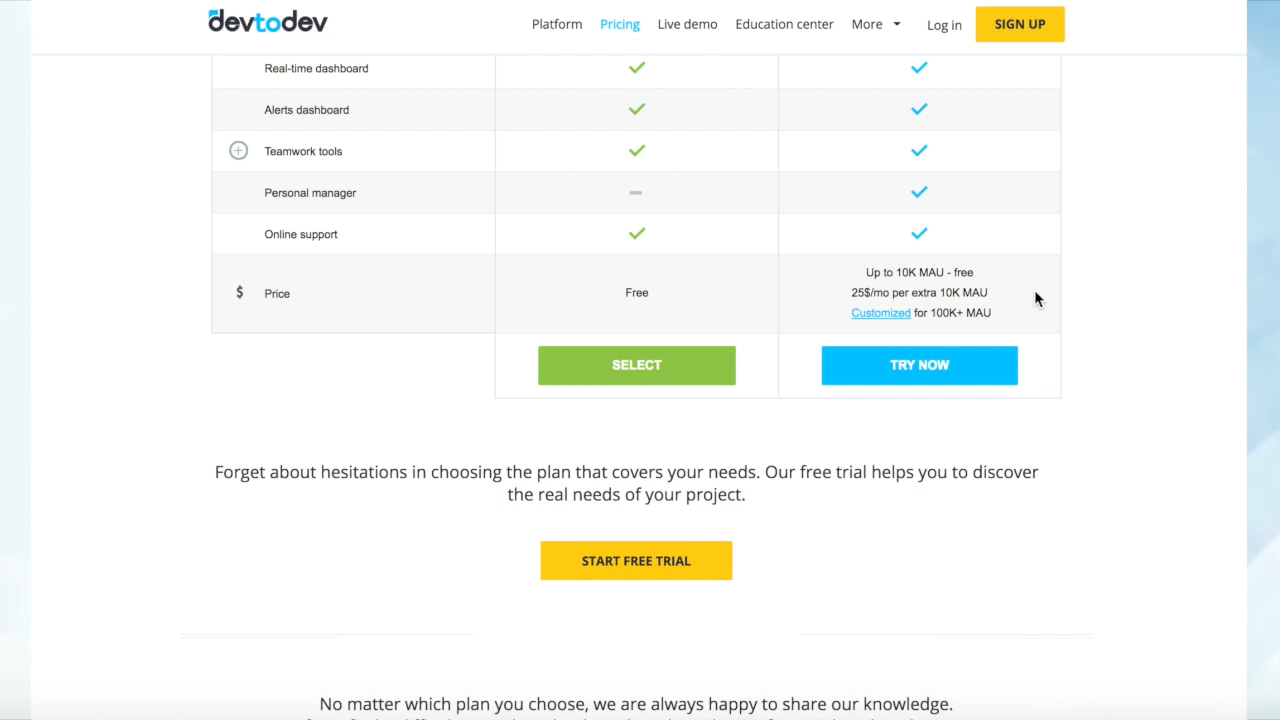 devtodev
Platform
Pricing
Live demo
Education center
More
Log in
SIGN UP
Real-time dashboard
Alerts dashboard
Teamwork tools
Personal manager
Online support
$ Price
Free
Up to 10K MAU - free
25$/mo per extra 10K MAU
Customized for 100K+ MAU
SELECT
TRY NOW
Forget about hesitations in choosing the plan that covers your needs. Our free trial helps you to discover
the real needs of your project.
START FREE TRIAL
No matter which plan you choose, we are always happy to share our knowledge.